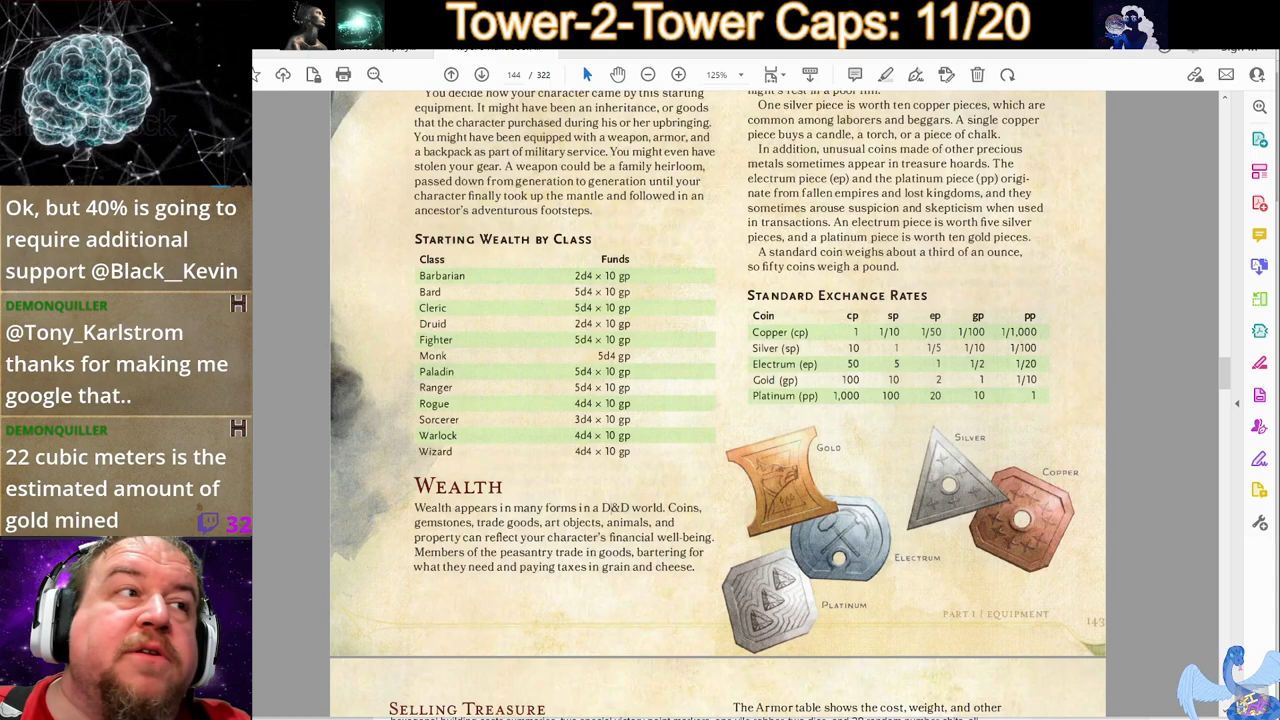 Tower-2-Tower Caps: 11/20
144 / 322
125%
Ok, but 40% is going to
require additional
support @Black__Kevin
DEMONQUILLER
@Tony_Karlstrom
thanks for making me
google that..
DEMONQUILLER
22 cubic meters is the
estimated amount of
gold mined
32
You decide how your character came by this starting
equipment. It might have been an inheritance, or goods
that the character purchased during his or her upbringing.
You might have been equipped with a weapon, armor, and
a backpack as part of military service. You might even have
stolen your gear. A weapon could be a family heirloom,
passed down from generation to generation until your
character finally took up the mantle and followed in an
ancestor's adventurous footsteps.
Starting Wealth by Class
Class Funds
Barbarian 2d4 × 10 gp
Bard 5d4 × 10 gp
Cleric 5d4 × 10 gp
Druid 2d4 × 10 gp
Fighter 5d4 × 10 gp
Monk 5d4 gp
Paladin 5d4 × 10 gp
Ranger 5d4 × 10 gp
Rogue 4d4 × 10 gp
Sorcerer 3d4 × 10 gp
Warlock 4d4 × 10 gp
Wizard 4d4 × 10 gp
Wealth
Wealth appears in many forms in a D&D world. Coins,
gemstones, trade goods, art objects, animals, and
property can reflect your character's financial well-being.
Members of the peasantry trade in goods, bartering for
what they need and paying taxes in grain and cheese.
night's rest in a poor inn.
One silver piece is worth ten copper pieces, which are
common among laborers and beggars. A single copper
piece buys a candle, a torch, or a piece of chalk.
In addition, unusual coins made of other precious
metals sometimes appear in treasure hoards. The
electrum piece (ep) and the platinum piece (pp) origi-
nate from fallen empires and lost kingdoms, and they
sometimes arouse suspicion and skepticism when used
in transactions. An electrum piece is worth five silver
pieces, and a platinum piece is worth ten gold pieces.
A standard coin weighs about a third of an ounce,
so fifty coins weigh a pound.
Standard Exchange Rates
Coin cp sp ep gp pp
Copper (cp) 1 1/10 1/50 1/100 1/1,000
Silver (sp) 10 1 1/5 1/10 1/100
Electrum (ep) 50 5 1 1/2 1/20
Gold (gp) 100 10 2 1 1/10
Platinum (pp) 1,000 100 20 10 1
Gold
Silver
Copper
Electrum
Platinum
PART 1 | EQUIPMENT
143
Selling Treasure
The Armor table shows the cost, weight, and other